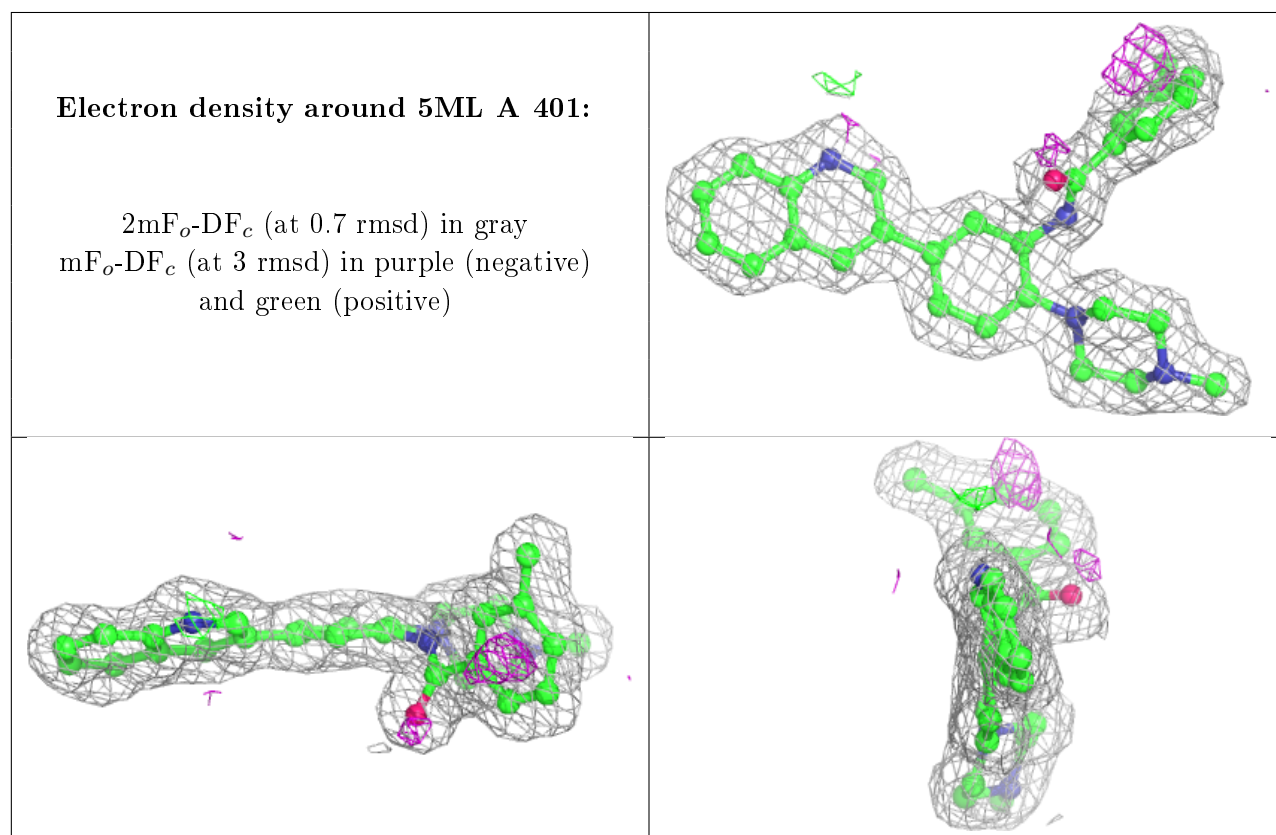 Electron density around 5ML A 401:
2mFo-DFc (at 0.7 rmsd) in gray
mFo-DFc (at 3 rmsd) in purple (negative)
and green (positive)